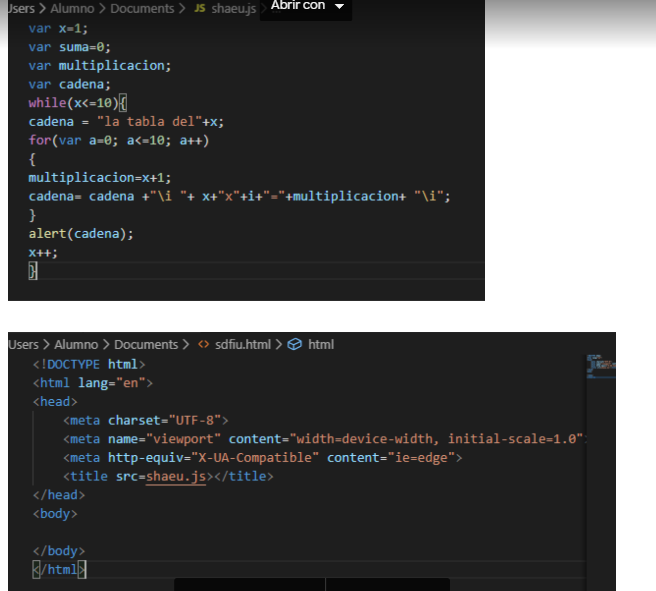 Users > Alumno > Documents > JS shaeu.js > Abrir con
var x=1;
var suma=0;
var multiplicacion;
var cadena;
while(x<=10){
cadena = "la tabla del"+x;
for(var a=0; a<=10; a++)
{
multiplicacion=x+1;
cadena= cadena +"\i "+ x+"x"+i+"="+multiplicacion+ "\i";
}
alert(cadena);
x++;
}
Users > Alumno > Documents > <> sdfiu.html > html
<!DOCTYPE html>
<html lang="en">
<head>
<meta charset="UTF-8">
<meta name="viewport" content="width=device-width, initial-scale=1.0">
<meta http-equiv="X-UA-Compatible" content="ie=edge">
<title src=shaeu.js></title>
</head>
<body>
</body>
</html>